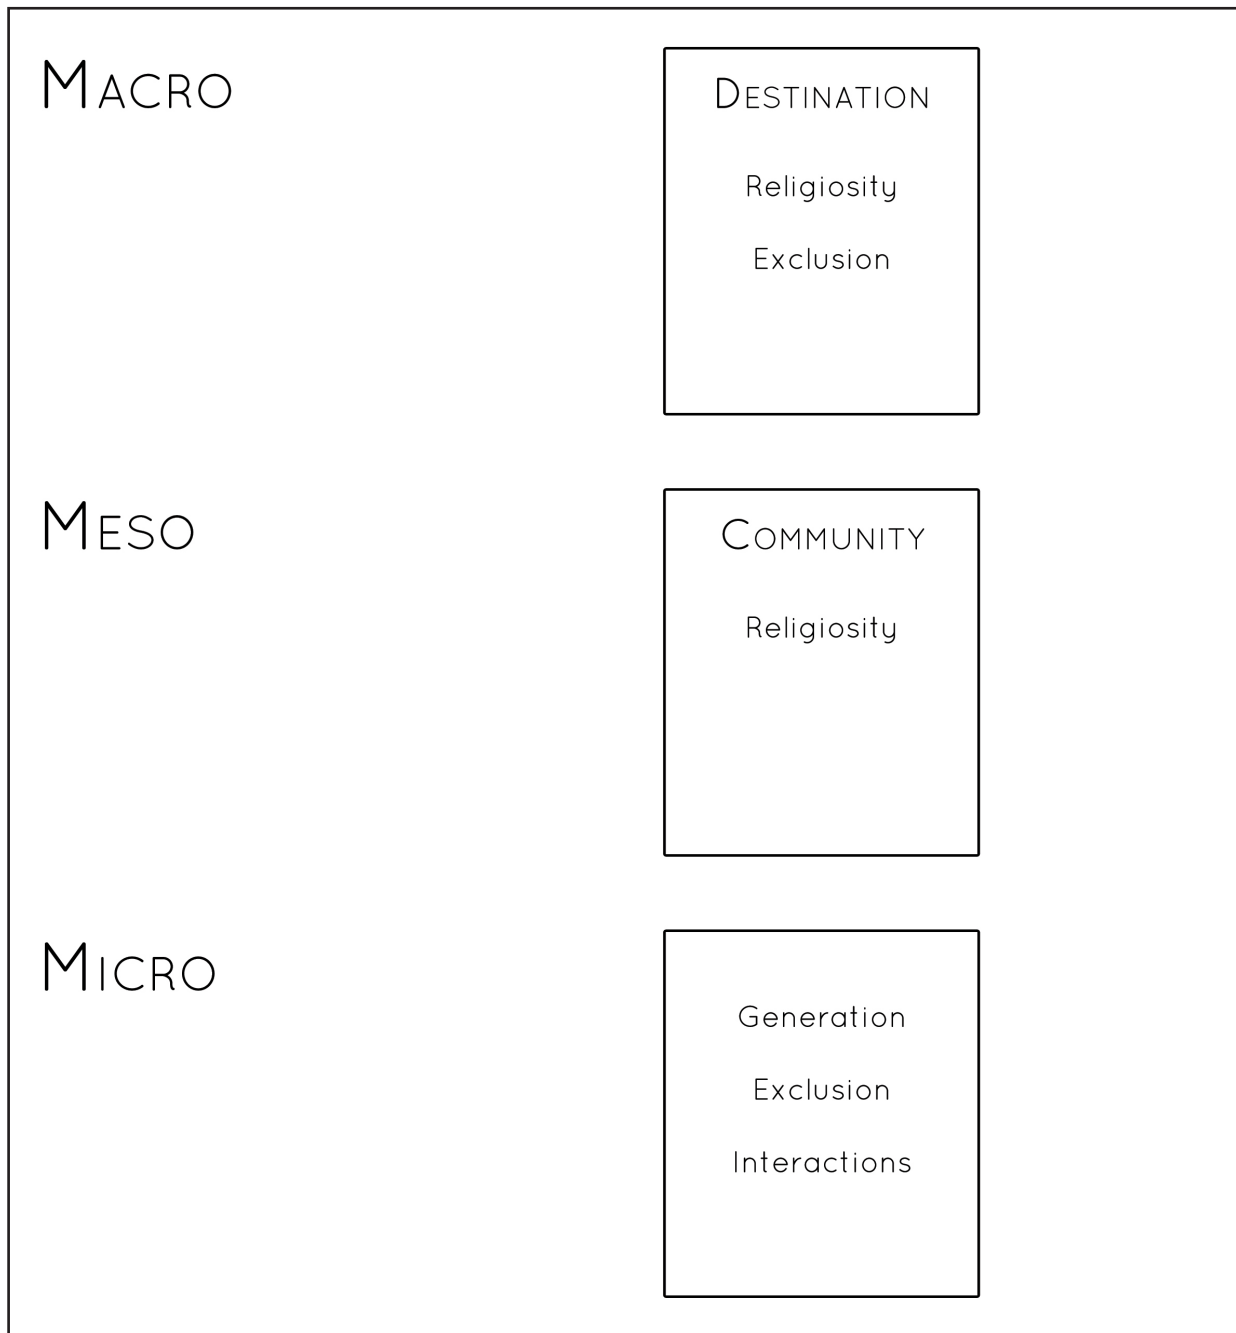 MACRO
DESTINATION
Religiosity
Exclusion
MESO
COMMUNITY
Religiosity
MICRO
Generation
Exclusion
Interactions